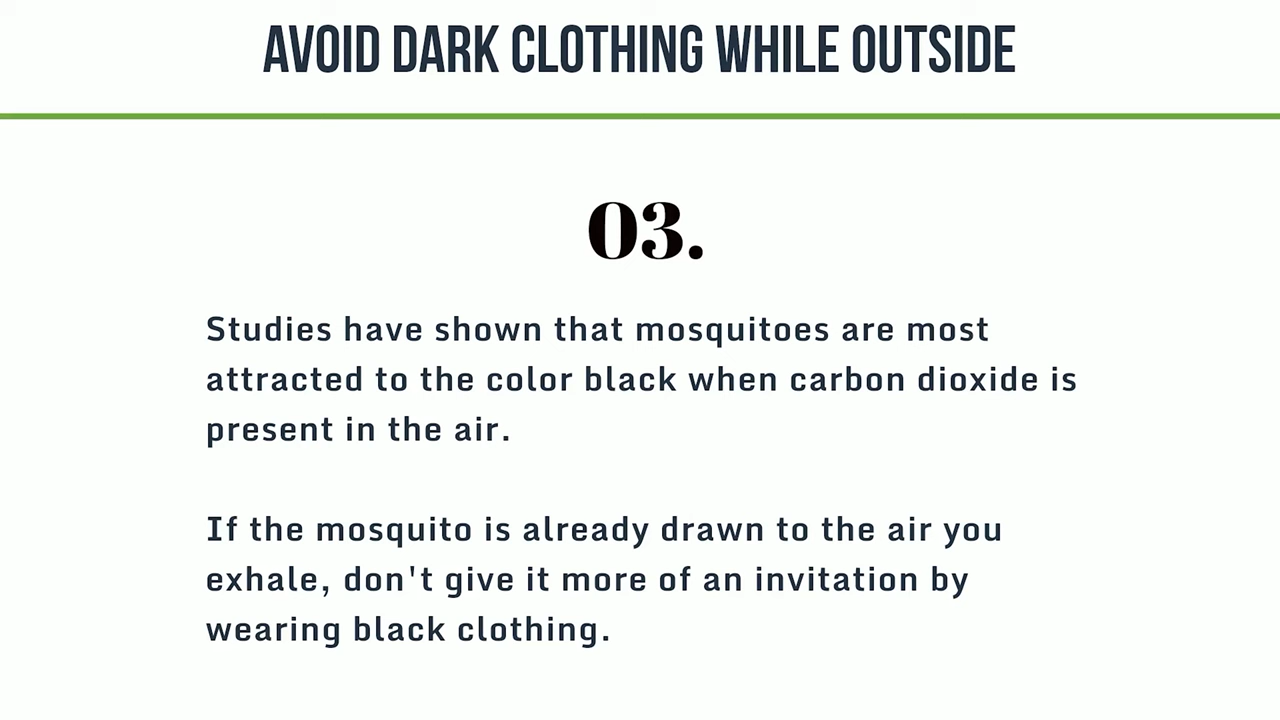 AVOID DARK CLOTHING WHILE OUTSIDE
03.
Studies have shown that mosquitoes are most
attracted to the color black when carbon dioxide is
present in the air.
If the mosquito is already drawn to the air you
exhale, don't give it more of an invitation by
wearing black clothing.